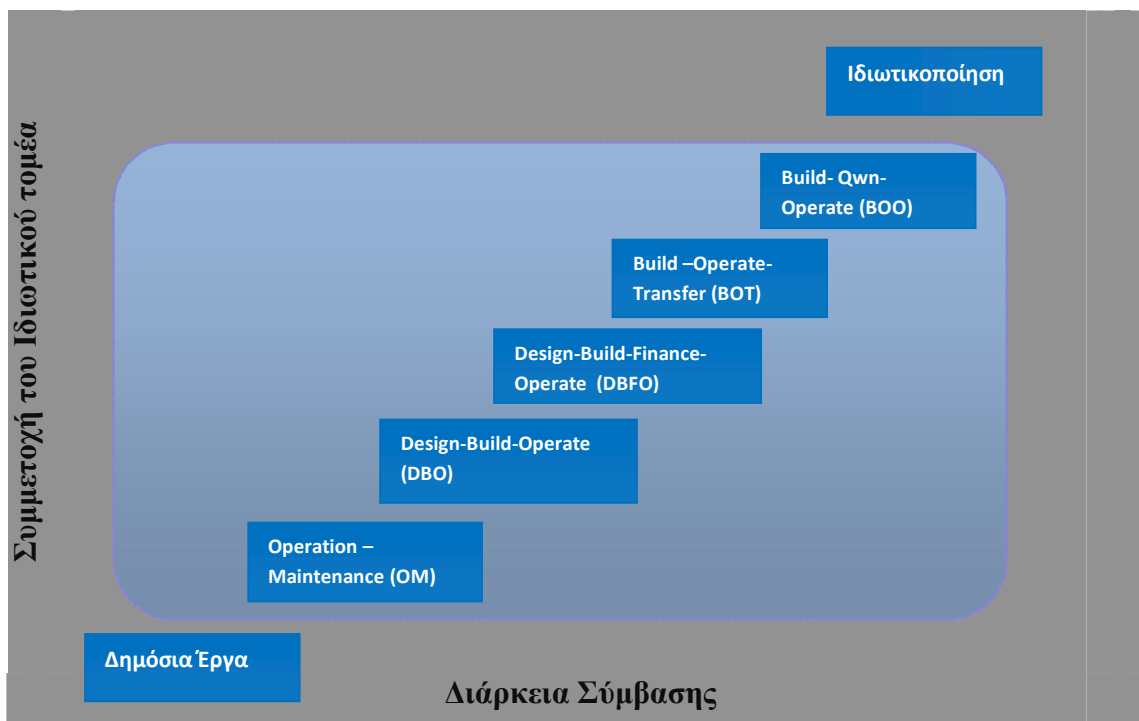 Ιδιωτικοποίηση
Συμμετοχή του Ιδιωτικού τομέα
Build- Qwn-
Operate (BOO)
Build –Operate-
Transfer (BOT)
Design-Build-Finance-
Operate (DBFO)
Design-Build-Operate
(DBO)
Operation –
Maintenance (OM)
Δημόσια Έργα
Διάρκεια Σύμβασης